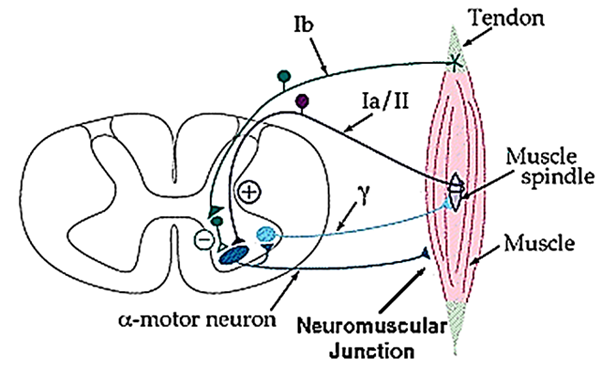 Tendon
Ib
Ia/II
Muscle
spindle
γ
+
−
Muscle
α-motor neuron
Neuromuscular
Junction